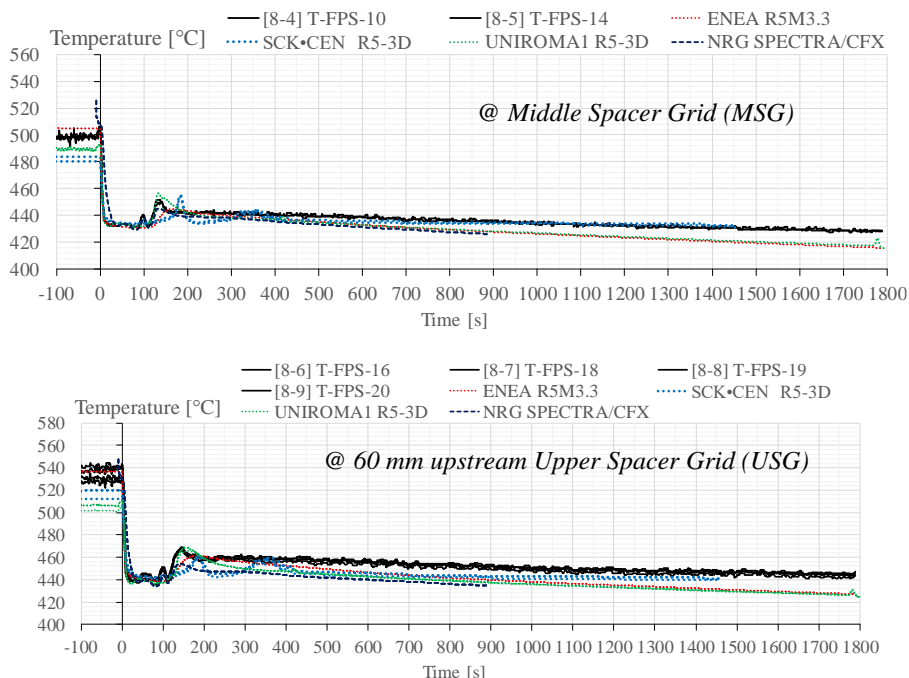 [8-4] T-FPS-10 [8-5] T-FPS-14 ENEA R5M3.3
Temperature [°C] SCK•CEN R5-3D UNIROMA1 R5-3D NRG SPECTRA/CFX
560
540
520
500
480
460
440
420
400
@ Middle Spacer Grid (MSG)
-100 0 100 200 300 400 500 600 700 800 900 1000 1100 1200 1300 1400 1500 1600 1700 1800
Time [s]
[8-6] T-FPS-16 [8-7] T-FPS-18 [8-8] T-FPS-19
[8-9] T-FPS-20 ENEA R5M3.3 SCK•CEN R5-3D
Temperature [°C] UNIROMA1 R5-3D NRG SPECTRA/CFX
580
560
540
520
500
480
460
440
420
400
@ 60 mm upstream Upper Spacer Grid (USG)
-100 0 100 200 300 400 500 600 700 800 900 1000 1100 1200 1300 1400 1500 1600 1700 1800
Time [s]